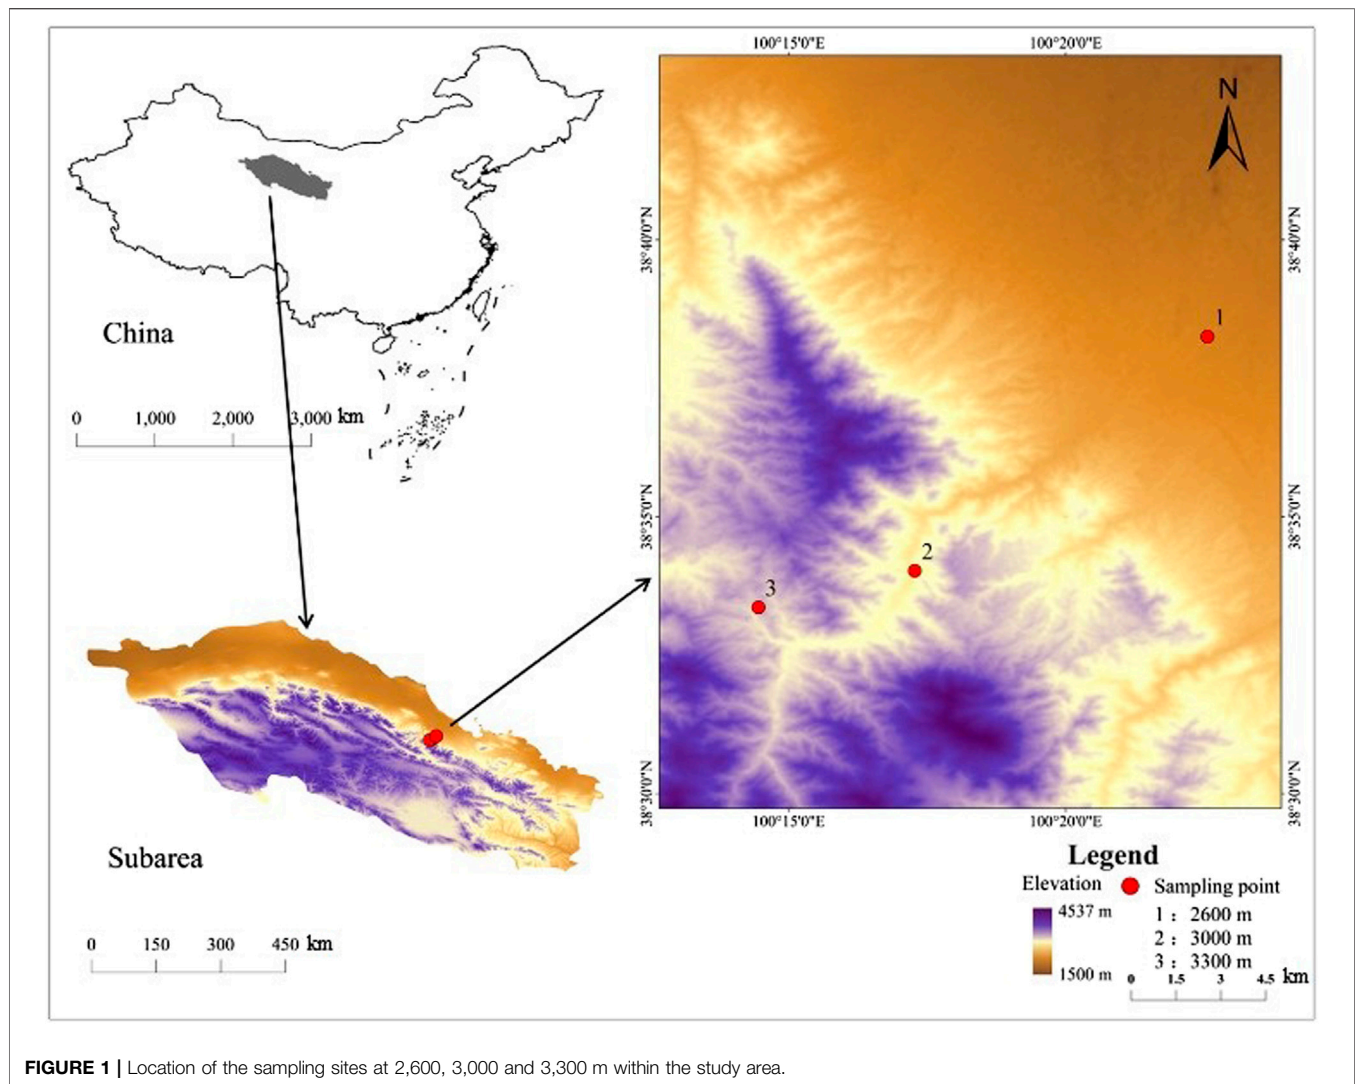 China
0 1,000 2,000 3,000 km
Subarea
0 150 300 450 km
100°15'0"E 100°20'0"E
N
38°40'0"N 38°40'0"N
38°35'0"N 38°35'0"N
38°30'0"N 38°30'0"N
1
2
3
100°15'0"E 100°20'0"E
Legend
Elevation
4537 m
1500 m
Sampling point
1 : 2600 m
2 : 3000 m
3 : 3300 m
0 1.5 3 4.5 km
FIGURE 1 | Location of the sampling sites at 2,600, 3,000 and 3,300 m within the study area.